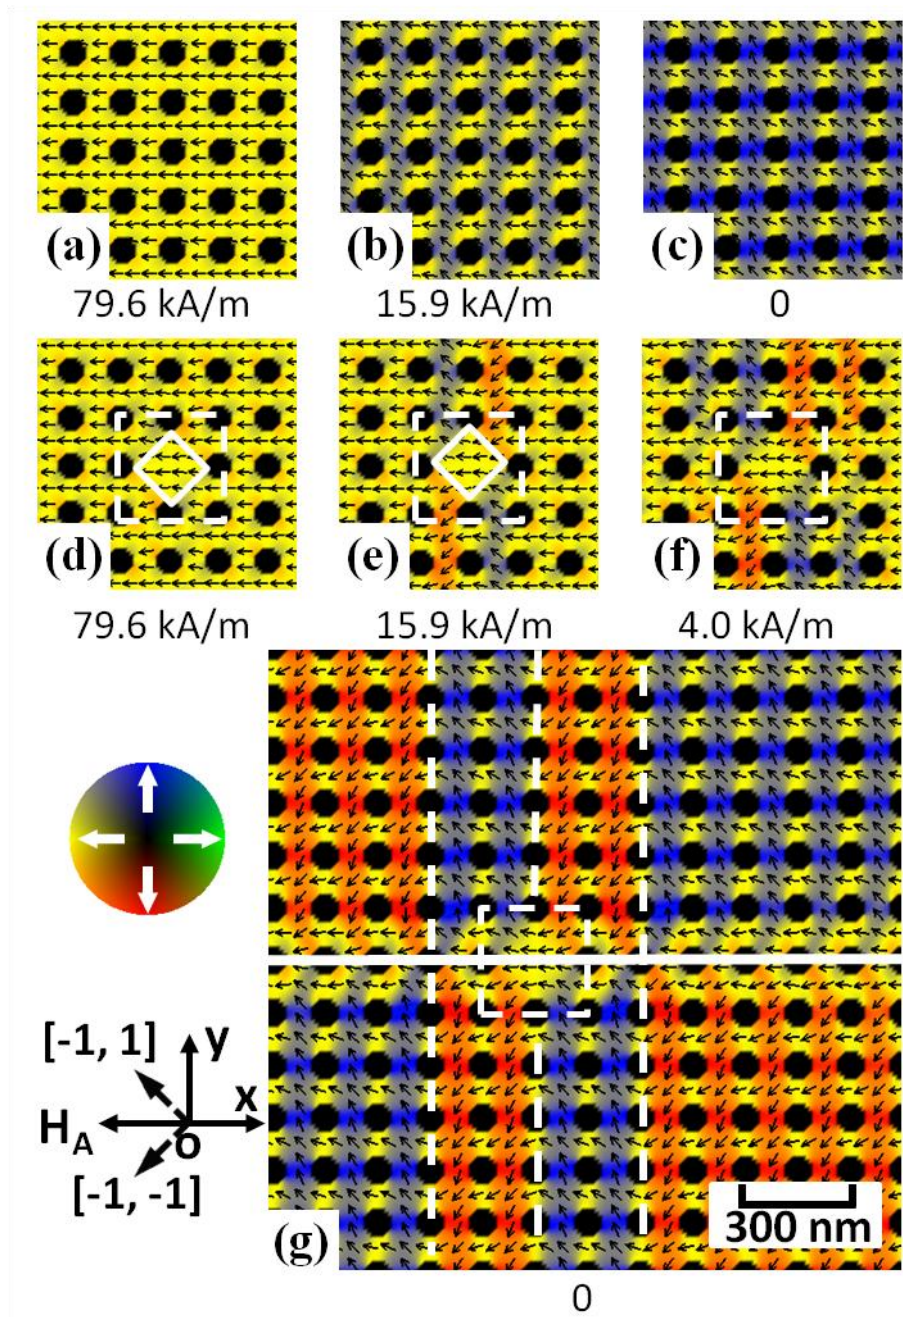 (a) (b) (c)
79.6 kA/m 15.9 kA/m 0
(d) (e) (f)
79.6 kA/m 15.9 kA/m 4.0 kA/m
[-1, 1] y
x
H_A o
[-1, -1]
300 nm
(g)
0